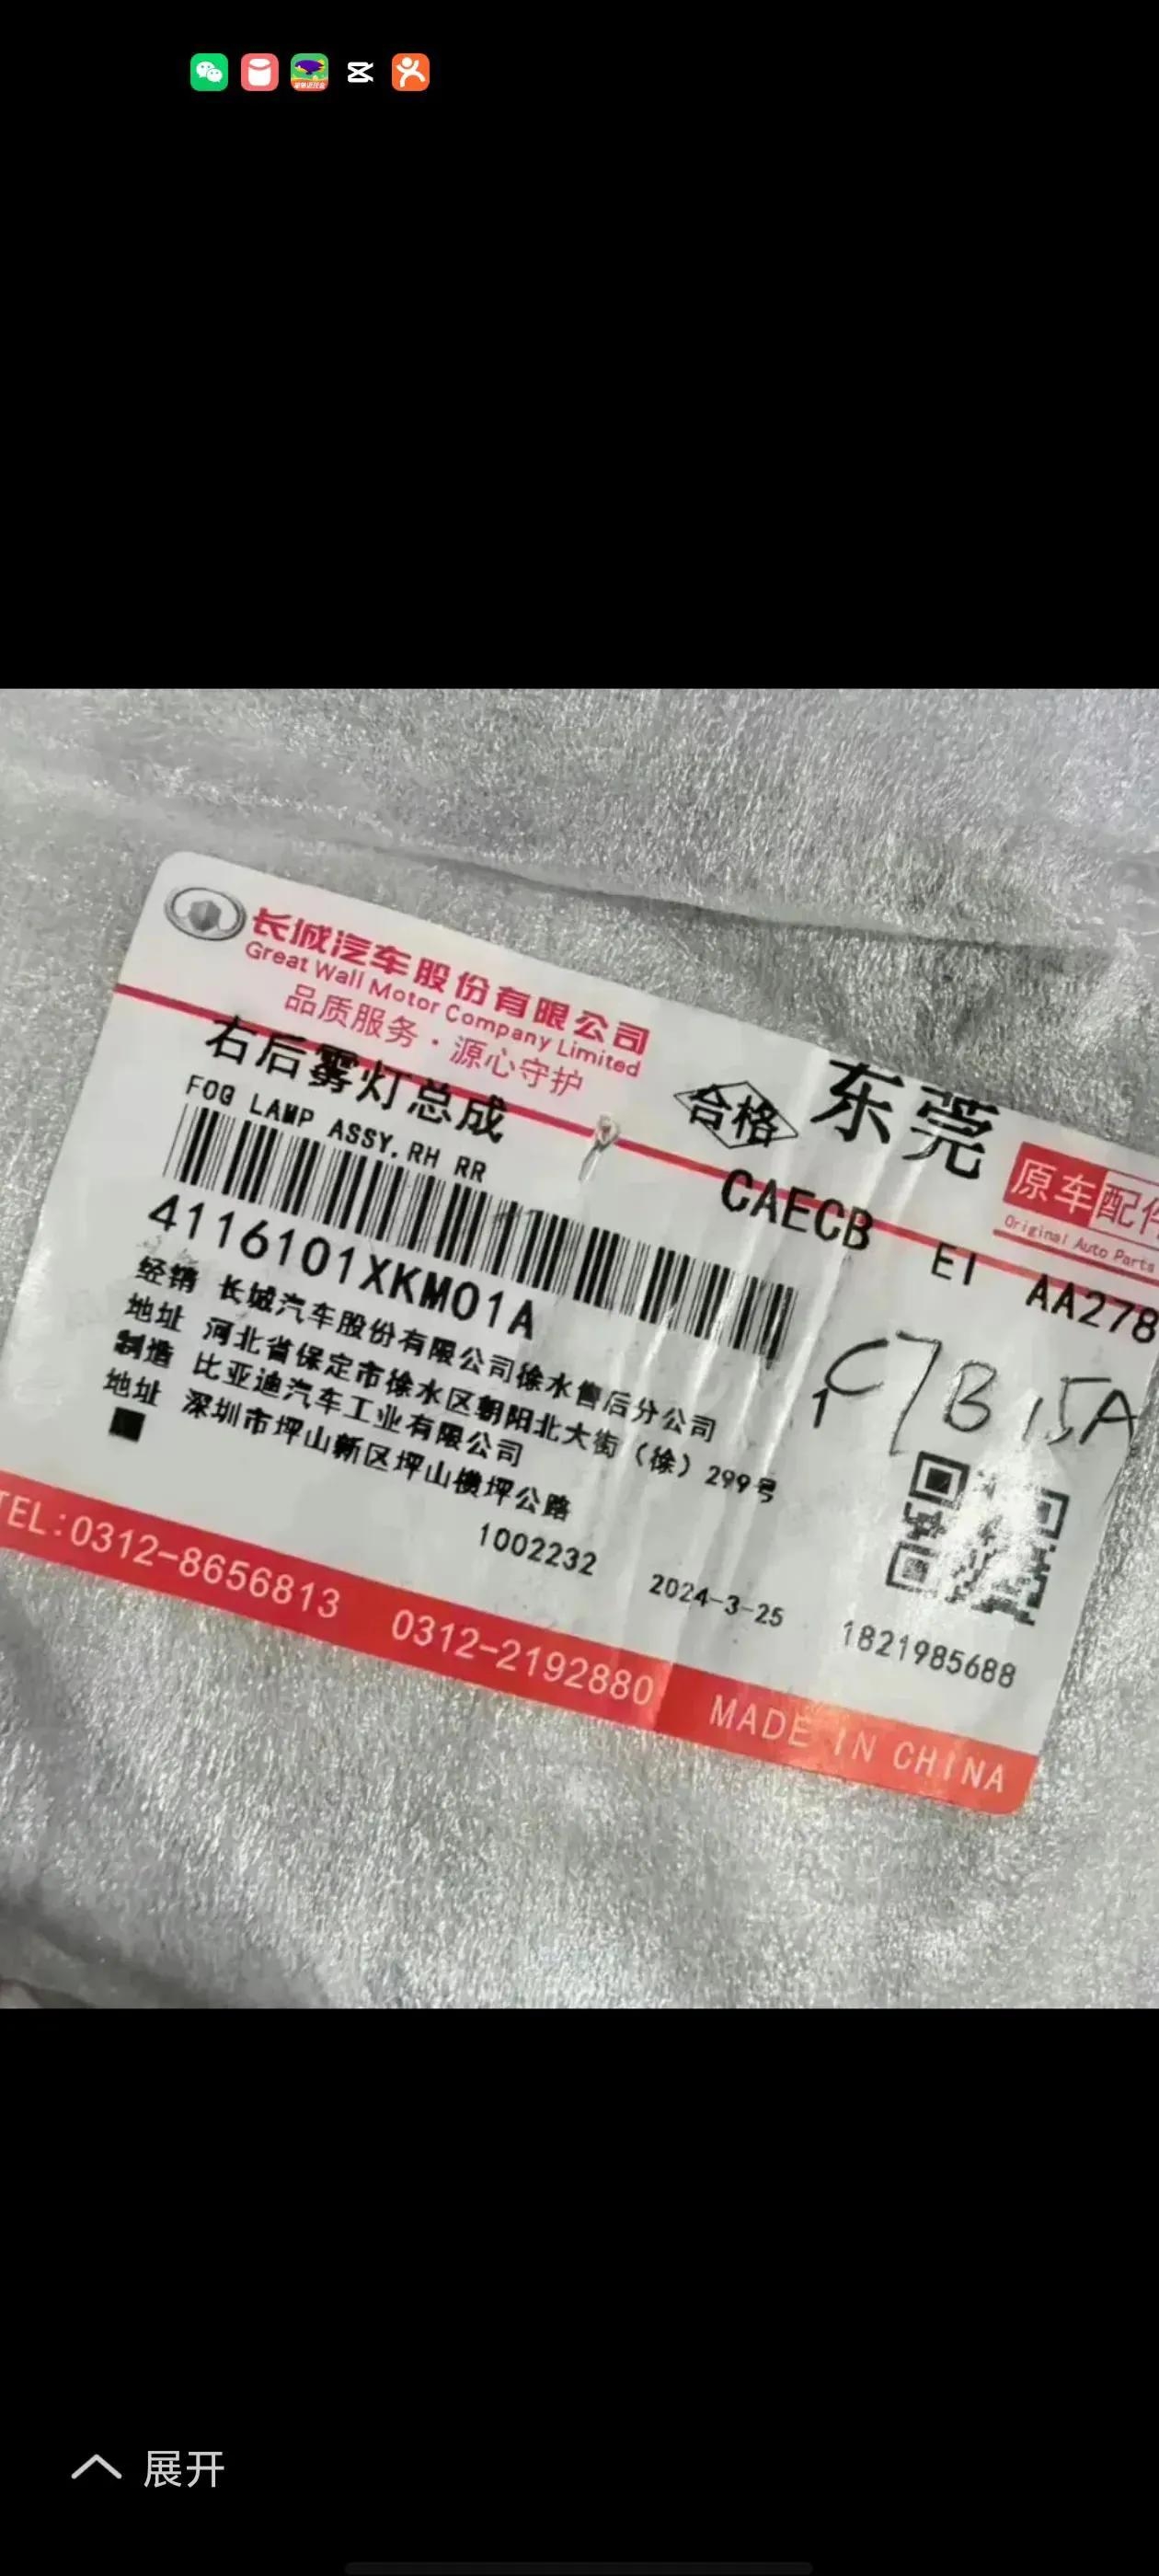 长城汽车股份有限公司
Great Wall Motor Company Limited
品质服务·源心守护
右后雾灯总成
FOG LAMP ASSY.RH RR
合格
东莞
原车配件
Original Auto Parts
CAECB EI AA278
4116101XKM01A
C7B15A
经销 长城汽车股份有限公司徐水售后分公司
地址 河北省保定市徐水区朝阳北大街（徐）299号
制造 比亚迪汽车工业有限公司
地址 深圳市坪山新区坪山横坪公路
1
1002232
2024-3-25
1821985688
TEL:0312-8656813 0312-2192880 MADE IN CHINA
展开